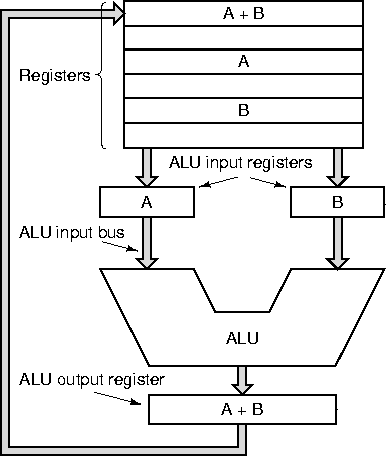 A + B
Registers
A
B
ALU input registers
A
B
ALU input bus
ALU
ALU output register
A + B